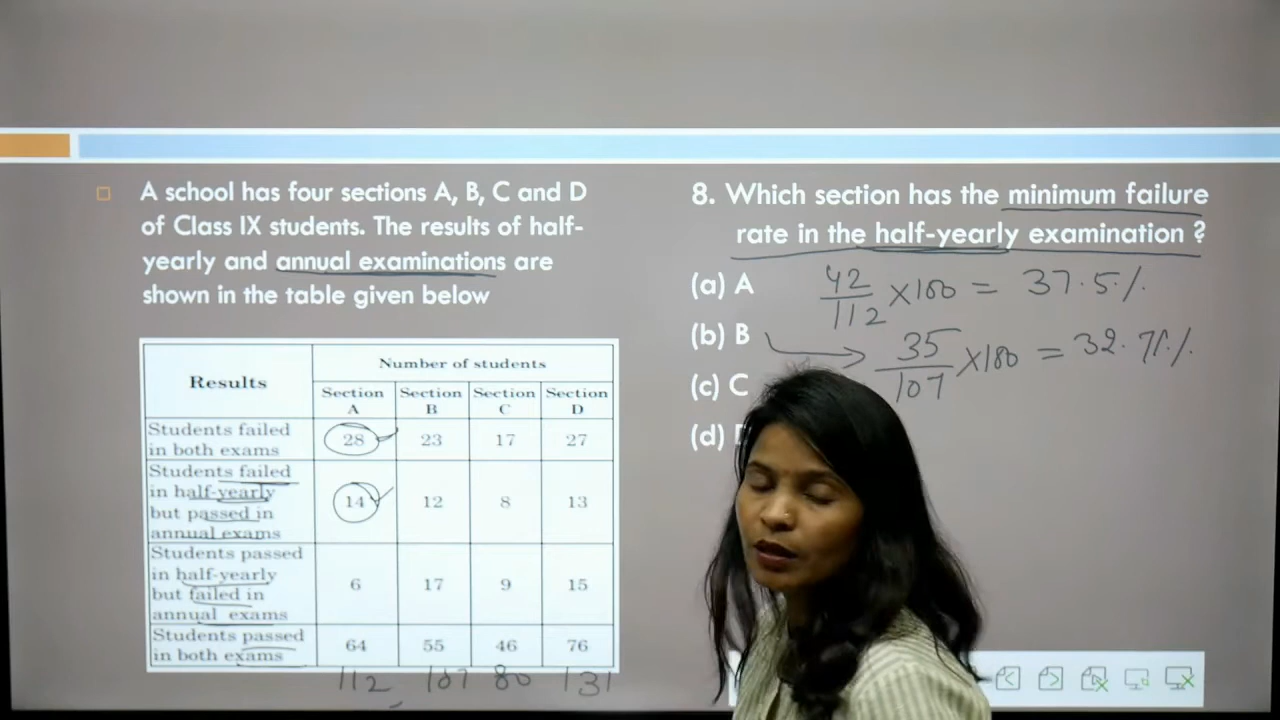 A school has four sections A, B, C and D
of Class IX students. The results of half-
yearly and annual examinations are
shown in the table given below
Results
Number of students
Section A
Section B
Section C
Section D
Students failed in both exams
28 23 17 27
Students failed in half-yearly but passed in annual exams
14 12 8 13
Students passed in half-yearly but failed in annual exams
6 17 9 15
Students passed in both exams
64 55 46 76
112 107 80 131
8. Which section has the minimum failure
rate in the half-yearly examination ?
(a) A
42/112 ×100 = 37.5%
(b) B
35/107 ×100 = 32.71%
(c) C
(d)